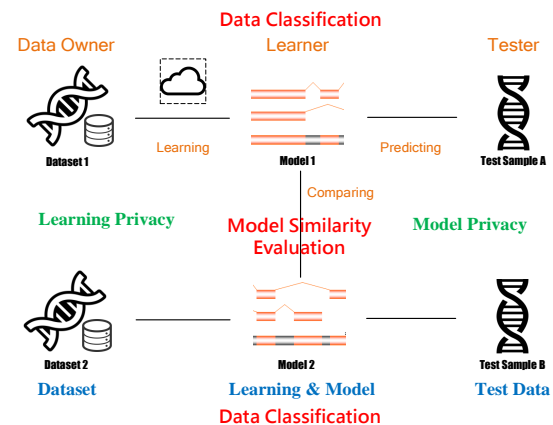 Data Classification
Data Owner
Learner
Tester
Dataset 1
Learning
Model 1
Predicting
Test Sample A
Comparing
Learning Privacy
Model Similarity
Evaluation
Model Privacy
Dataset 2
Model 2
Test Sample B
Dataset
Learning & Model
Test Data
Data Classification